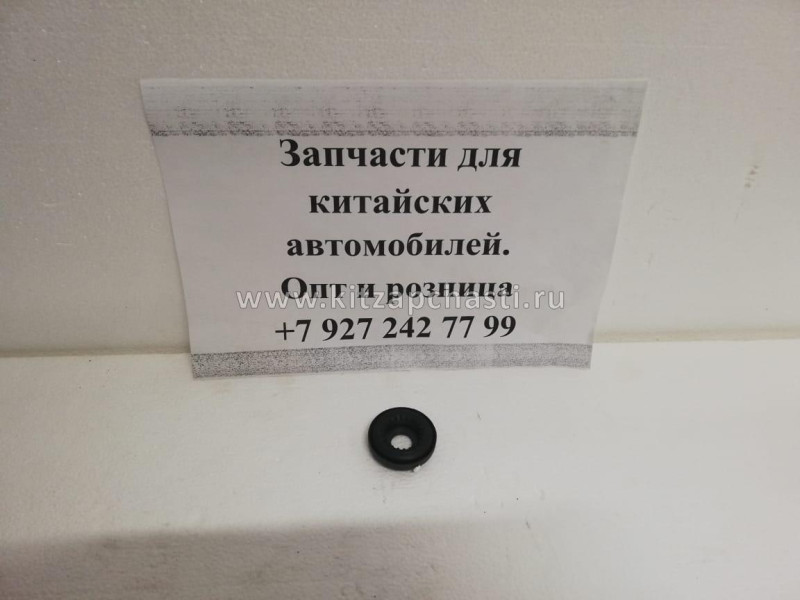 Запчасти для
китайских
автомобилей.
Опт и розница
www.kitzapchasti.ru
+7 927 242 77 99